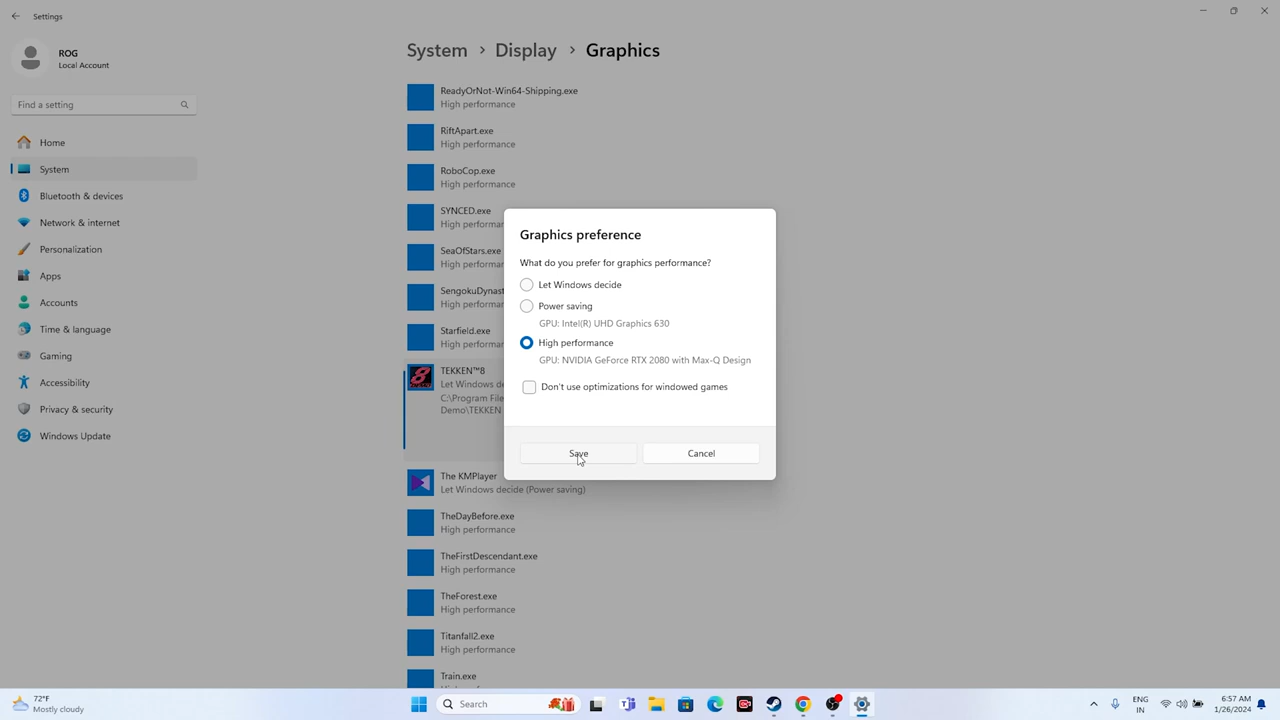 Settings
ROG
Local Account
Find a setting
Home
System
Bluetooth & devices
Network & internet
Personalization
Apps
Accounts
Time & language
Gaming
Accessibility
Privacy & security
Windows Update
System > Display > Graphics
ReadyOrNot-Win64-Shipping.exe
High performance
RiftApart.exe
High performance
RoboCop.exe
High performance
SYNCED.exe
High performa
SeaOfStars.exe
High performa
SengokuDynast
High performa
Starfield.exe
High performa
TEKKEN™8
Let Windows de
C:\Program File
Demo\TEKKEN
The KMPlayer
Let Windows decide (Power saving)
TheDayBefore.exe
High performance
TheFirstDescendant.exe
High performance
TheForest.exe
High performance
Titanfall2.exe
High performance
Train.exe
Graphics preference
What do you prefer for graphics performance?
Let Windows decide
Power saving
GPU: Intel(R) UHD Graphics 630
High performance
GPU: NVIDIA GeForce RTX 2080 with Max-Q Design
Don't use optimizations for windowed games
Save
Cancel
72°F
Mostly cloudy
Search
ENG
IN
6:57 AM
1/26/2024